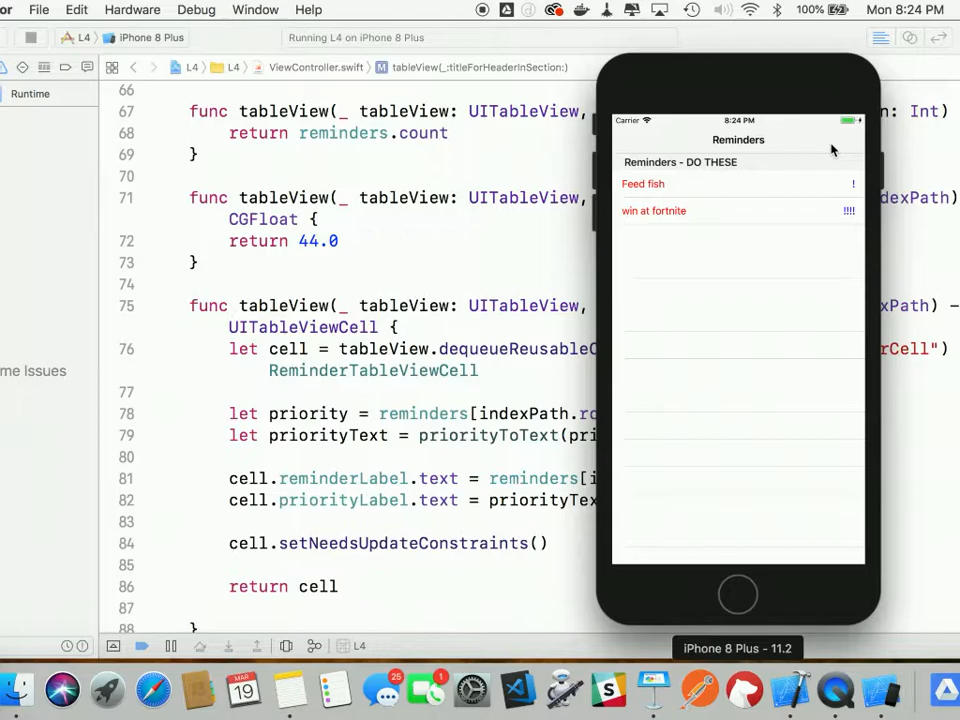 or File Edit View Hardware Debug Window Help 100% Mon 8:24 PM
L4 iPhone 8 Plus Running L4 on iPhone 8 Plus
L4 L4 ViewController.swift M tableView(_:titleForHeaderInSection:)
Runtime
66
67 func tableView(_ tableView: UITableView, n: Int)
68 return reminders.count
69 }
70
71 func tableView(_ tableView: UITableView, ndexPath)
CGFloat {
72 return 44.0
73 }
74
75 func tableView(_ tableView: UITableView, exPath) -
UITableViewCell {
76 let cell = tableView.dequeueReusableC rCell")
ReminderTableViewCell
77
78 let priority = reminders[indexPath.ro
79 let priorityText = priorityToText(pri
80
81 cell.reminderLabel.text = reminders[i
82 cell.priorityLabel.text = priorityTex
83
84 cell.setNeedsUpdateConstraints()
85
86 return cell
87
88 }
me Issues
L4
Carrier 8:24 PM
Reminders
Reminders - DO THESE
Feed fish !
win at fortnite !!!!
iPhone 8 Plus - 11.2
MAR
19
25
1
S